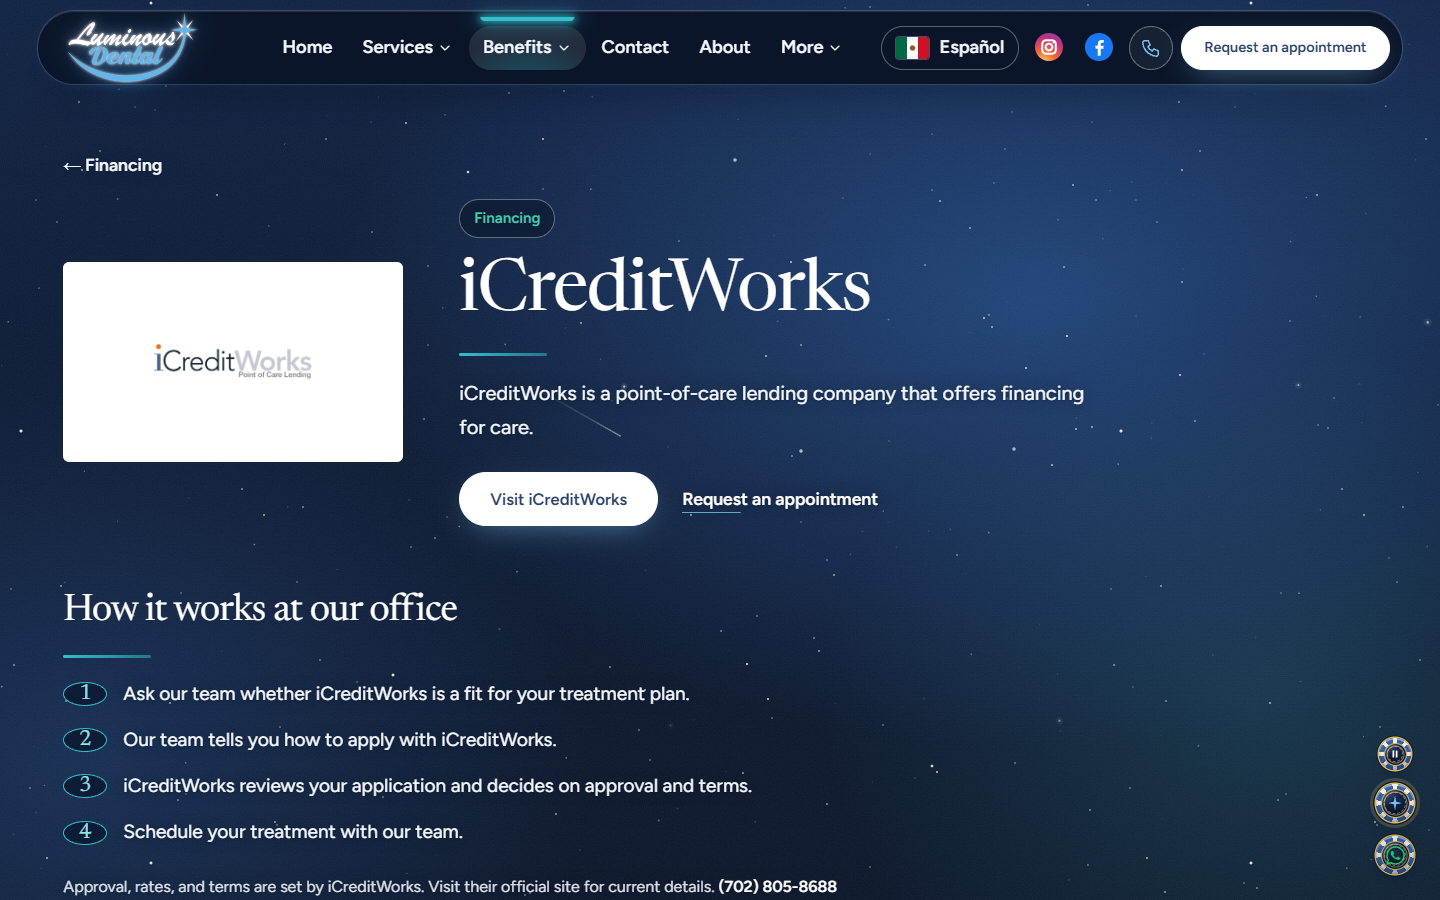 Luminous
Dental
Home
Services
Benefits
Contact
About
More
Español
Request an appointment
← Financing
Financing
iCreditWorks
iCreditWorks
Point of Care Lending
iCreditWorks is a point-of-care lending company that offers financing
for care.
Visit iCreditWorks
Request an appointment
How it works at our office
1 Ask our team whether iCreditWorks is a fit for your treatment plan.
2 Our team tells you how to apply with iCreditWorks.
3 iCreditWorks reviews your application and decides on approval and terms.
4 Schedule your treatment with our team.
Approval, rates, and terms are set by iCreditWorks. Visit their official site for current details. (702) 805-8688